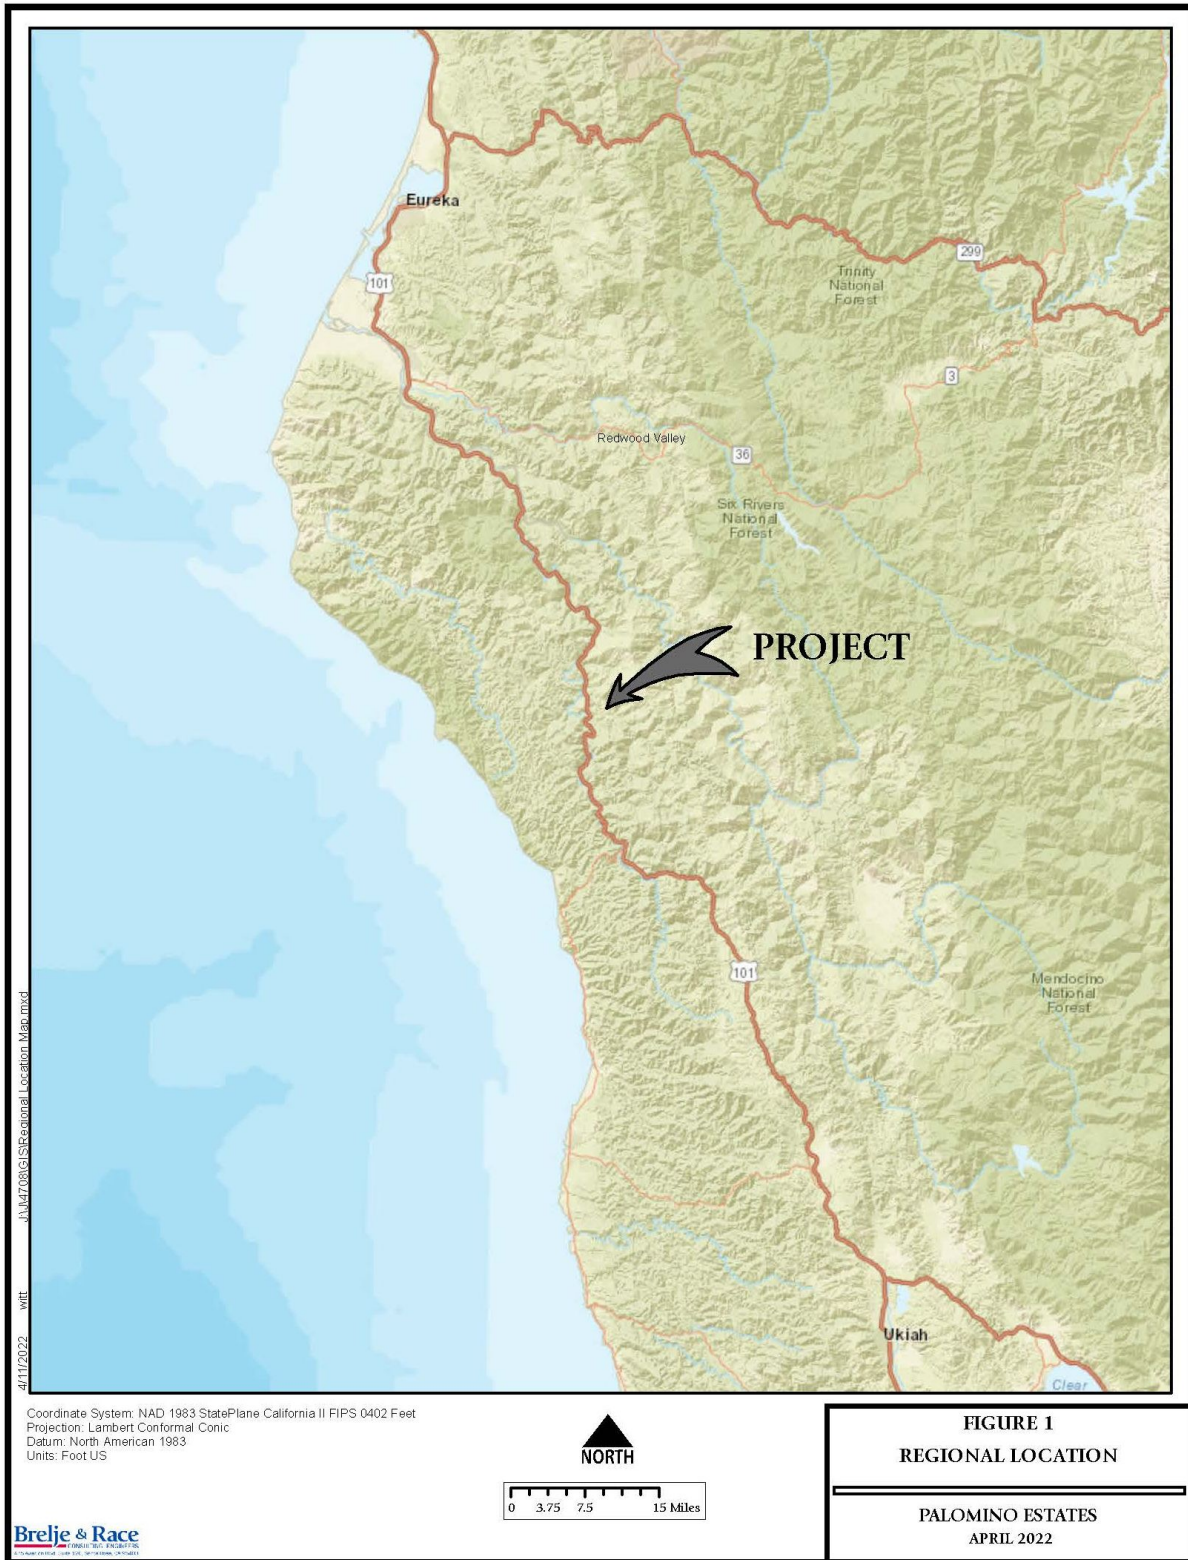 Eureka
101
299
Trinity
National
Forest
3
Redwood Valley
36
Six Rivers
National
Forest
PROJECT
101
Mendocino
National
Forest
Ukiah
Clear
4/11/2022 witt J:\JV4708\GIS\Regional Location Map.mxd
Coordinate System: NAD 1983 StatePlane California II FIPS 0402 Feet
Projection: Lambert Conformal Conic
Datum: North American 1983
Units: Foot US
NORTH
0 3.75 7.5 15 Miles
FIGURE 1
REGIONAL LOCATION
PALOMINO ESTATES
APRIL 2022
Brelje & Race
CONSULTING ENGINEERS